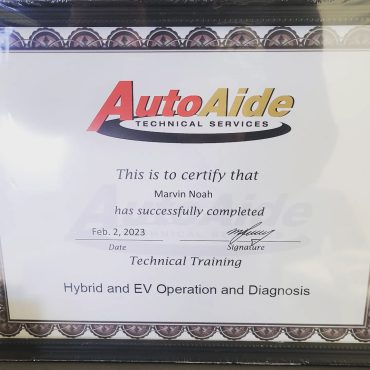 AutoAide
TECHNICAL SERVICES
This is to certify that
Marvin Noah
has successfully completed
Feb. 2, 2023
Date
Signature
Technical Training
Hybrid and EV Operation and Diagnosis